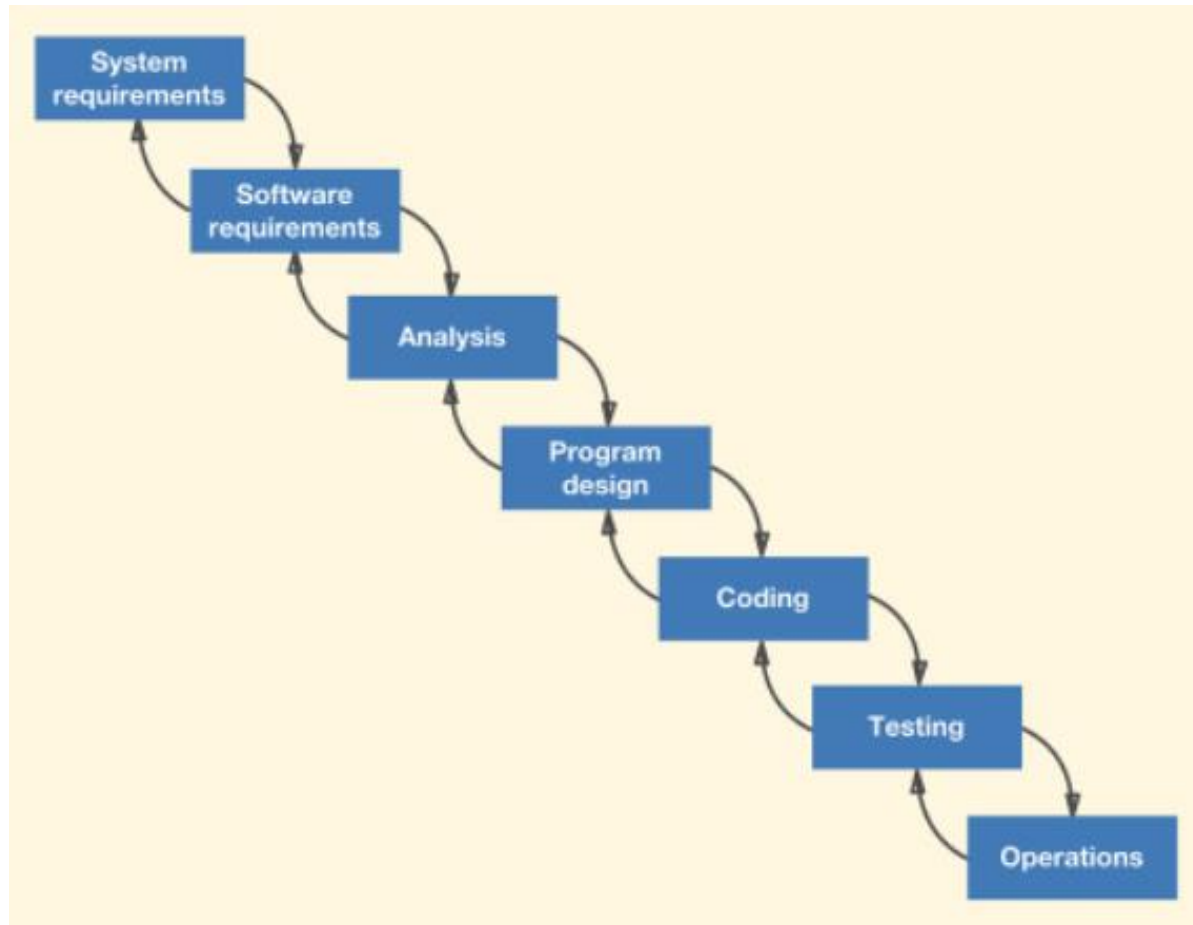 System
requirements
Software
requirements
Analysis
Program
design
Coding
Testing
Operations